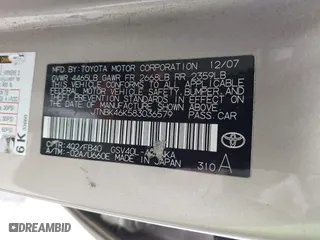 MFD. BY: TOYOTA MOTOR CORPORATION 12/07
GVWR 4465LB GAWR FR 2668LB RR 2359LB
THIS VEHICLE CONFORMS TO ALL APPLICABLE
FEDERAL MOTOR VEHICLE SAFETY, BUMPER, AND
THEFT PREVENTION STANDARDS IN EFFECT ON
THE DATE OF MANUFACTURE SHOWN ABOVE.
JTNBK46K583036579 PASSENGER CAR
C/TR: 4Q2/FB40 GSV40L-
A/TM: -02A/U660E MADE IN JAPAN
310 A
TOYOTA
6K
DREAMBID